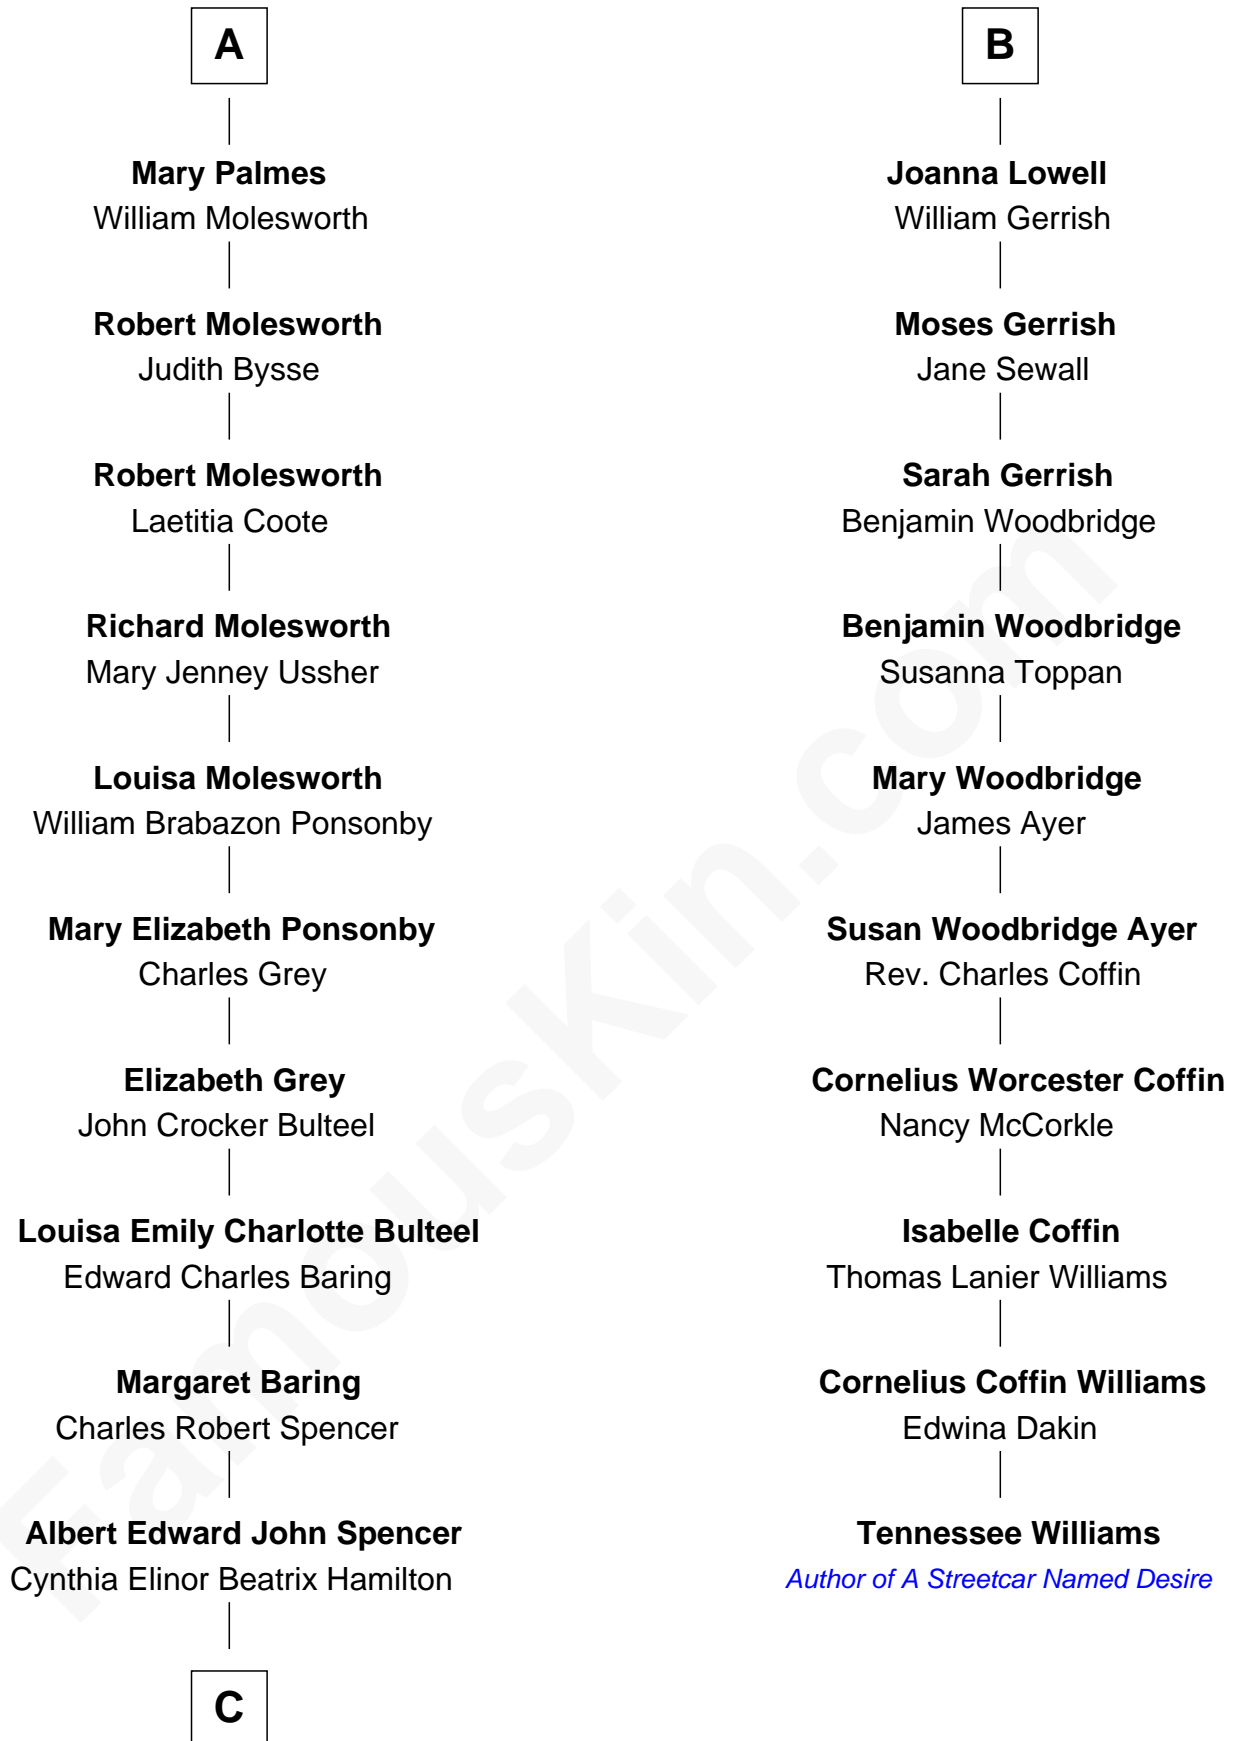 A
Mary Palmes
William Molesworth
Robert Molesworth
Judith Bysse
Robert Molesworth
Laetitia Coote
Richard Molesworth
Mary Jenney Ussher
Louisa Molesworth
William Brabazon Ponsonby
Mary Elizabeth Ponsonby
Charles Grey
Elizabeth Grey
John Crocker Bulteel
Louisa Emily Charlotte Bulteel
Edward Charles Baring
Margaret Baring
Charles Robert Spencer
Albert Edward John Spencer
Cynthia Elinor Beatrix Hamilton
C
B
Joanna Lowell
William Gerrish
Moses Gerrish
Jane Sewall
Sarah Gerrish
Benjamin Woodbridge
Benjamin Woodbridge
Susanna Toppan
Mary Woodbridge
James Ayer
Susan Woodbridge Ayer
Rev. Charles Coffin
Cornelius Worcester Coffin
Nancy McCorkle
Isabelle Coffin
Thomas Lanier Williams
Cornelius Coffin Williams
Edwina Dakin
Tennessee Williams
Author of A Streetcar Named Desire
FamousKin.com